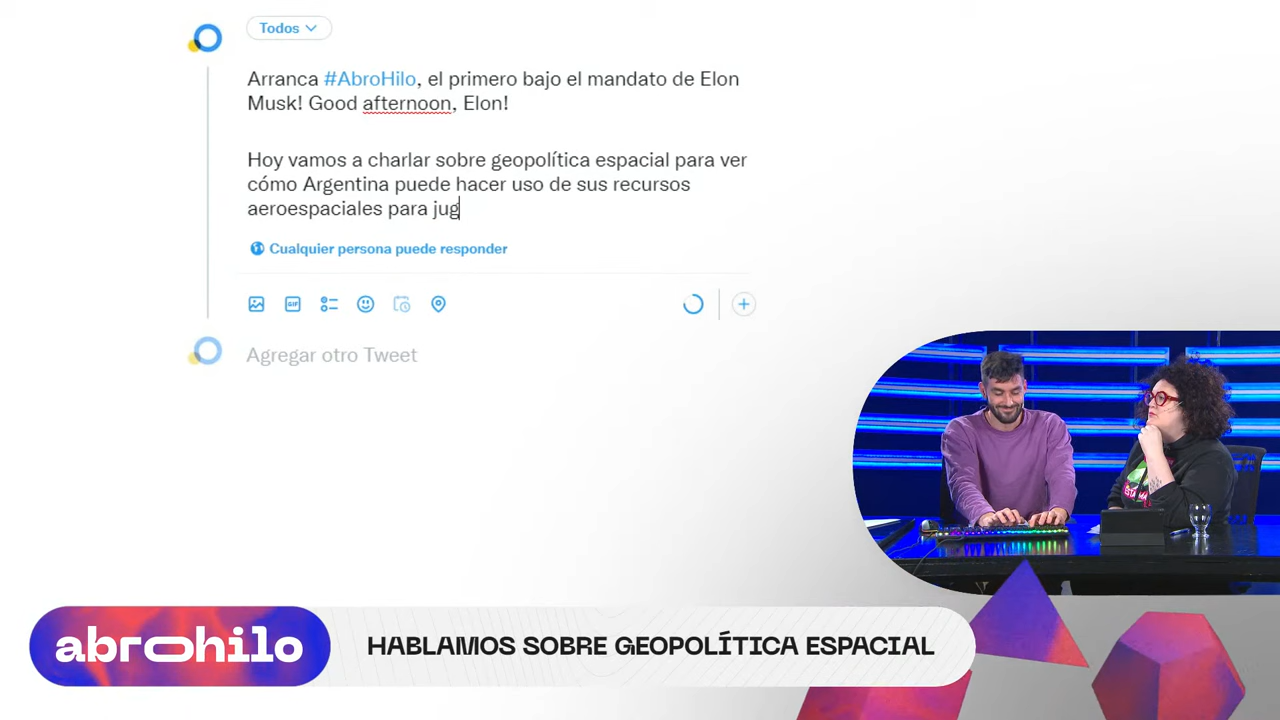 Todos
Arranca #AbroHilo, el primero bajo el mandato de Elon
Musk! Good afternoon, Elon!
Hoy vamos a charlar sobre geopolítica espacial para ver
cómo Argentina puede hacer uso de sus recursos
aeroespaciales para jug
Cualquier persona puede responder
GIF
Agregar otro Tweet
abrohilo
HABLAMOS SOBRE GEOPOLÍTICA ESPACIAL